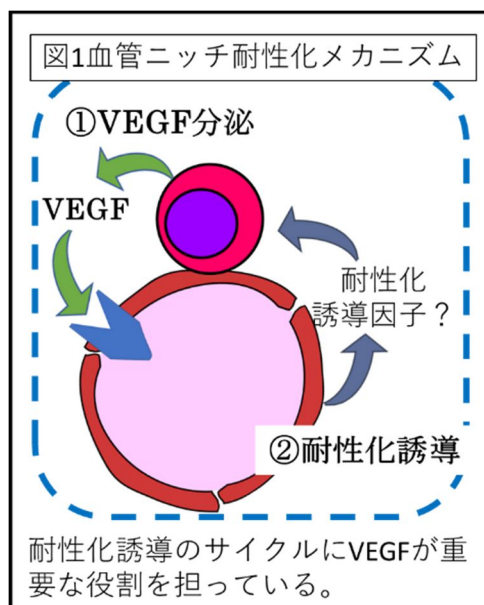 図1血管ニッチ耐性化メカニズム
①VEGF分泌
VEGF
耐性化
誘導因子？
②耐性化誘導
耐性化誘導のサイクルにVEGFが重
要な役割を担っている。